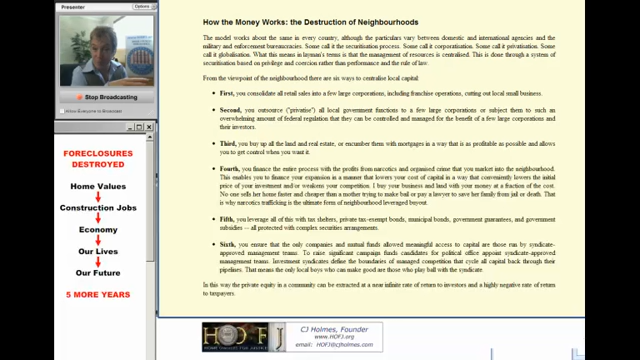 Presenter
Options
Stop Broadcast
Allow Everyone to Broadcast
FORECLOSURES
DESTROYED
Home Values
Construction Jobs
Economy
Our Lives
Our Future
5 MORE YEARS
How the Money Works: the Destruction of Neighbourhoods
The model works about the same in every country, although the particulars vary between domestic and international agencies and the
military and enforcement bureaucracies. Some call it the securitisation process. Some call it corporatisation. Some call it privatisation. Some
call it globalisation. What this means in layman's terms is that the management of resources is centralised. This is done through a system of
securitisation based on privilege and coercion rather than performance and the rule of law.
From the viewpoint of the neighbourhood there are six ways to centralise local capital:
• First, you consolidate all retail sales into a few large corporations, including franchise operations, cutting out local small business.
• Second, you outsource ("privatise") all local government functions to a few large corporations or subject them to such an
overwhelming amount of federal regulation that they can be controlled and managed for the benefit of a few large corporations and
their investors.
• Third, you buy up all the land and real estate, or encumber them with mortgages in a way that is as profitable as possible and allows
you to get control when you want it.
• Fourth, you finance the entire process with the profits from narcotics and organised crime that you market into the neighbourhood.
This enables you to finance your expansion in a manner that lowers your cost of capital in a way that conveniently lowers the initial
price of your investment and/or weakens your competition. I buy your business and land with your money at a fraction of the cost.
No one sells her home faster and cheaper than a mother trying to make bail or pay a lawyer to save her family from jail or death. That
is why narcotics trafficking is the ultimate form of neighborhood leveraged buyout.
• Fifth, you leverage all of this with tax shelters, private tax-exempt bonds, municipal bonds, government guarantees, and government
subsidies -- all protected with complex securities arrangements.
• Sixth, you ensure that the only companies and mutual funds allowed meaningful access to capital are those run by syndicate-
approved management teams. To raise significant campaign funds candidates for political office appoint syndicate-approved
management teams. Investment syndicates define the boundaries of managed competition that cycle all capital back through their
pipelines. That means the only local boys who can make good are those who play ball with the syndicate.
In this way the private equity in a community can be extracted at a near infinite rate of return to investors and a highly negative rate of return
to taxpayers.
HOFJ
CJ Holmes, Founder
www.HOFJ.org
email: HOFJ@cjholmes.com